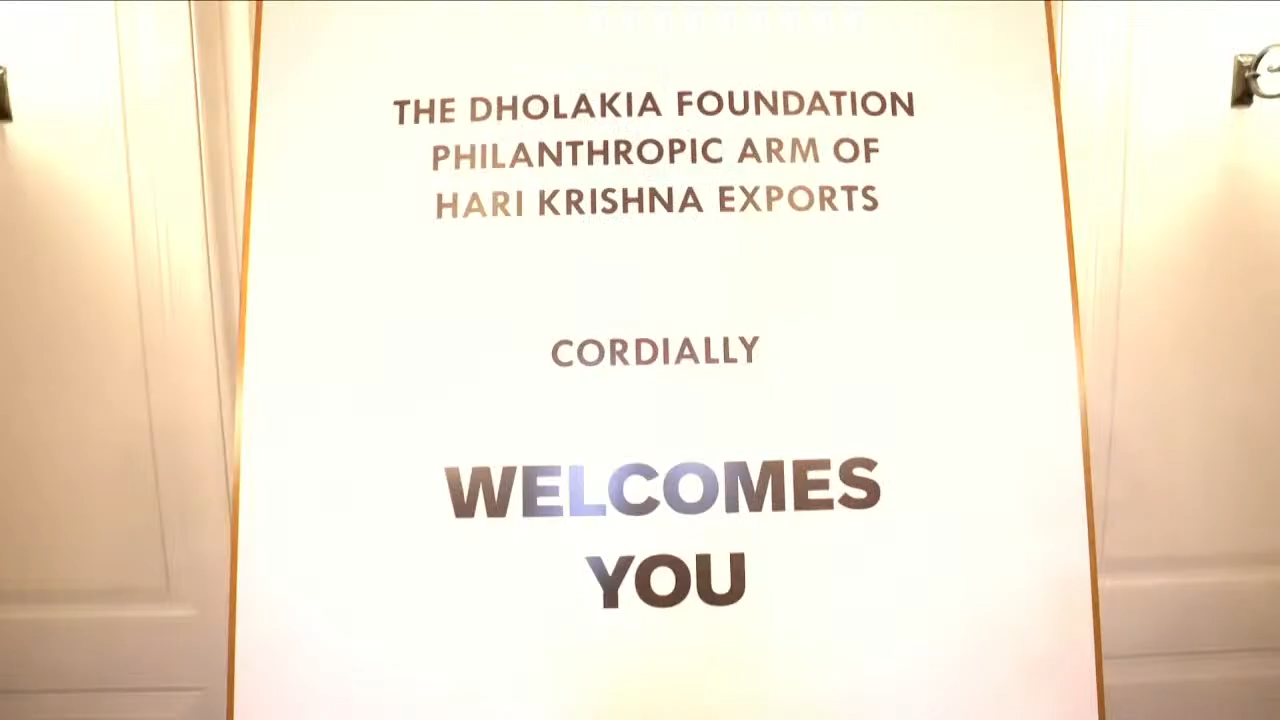 THE DHOLAKIA FOUNDATION
PHILANTHROPIC ARM OF
HARI KRISHNA EXPORTS
CORDIALLY
WELCOMES
YOU